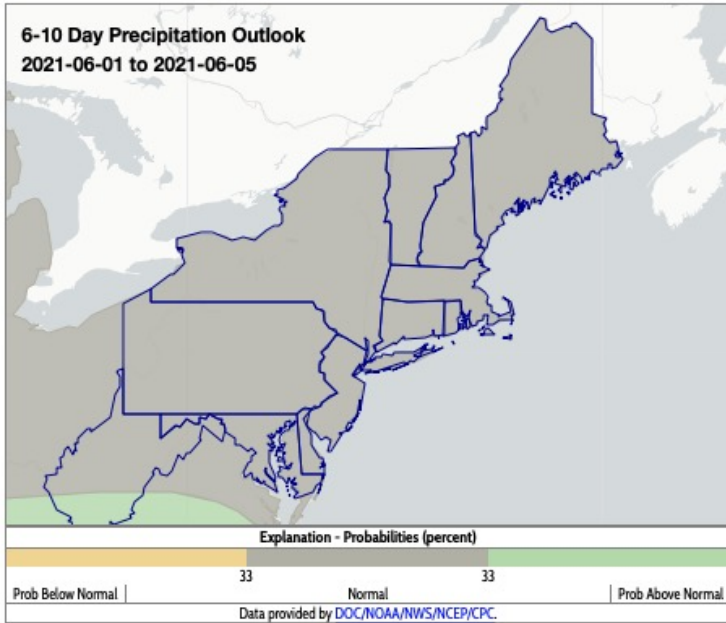 6-10 Day Precipitation Outlook
2021-06-01 to 2021-06-05
Explanation - Probabilities (percent)
33 33
Prob Below Normal Normal Prob Above Normal
Data provided by DOC/NOAA/NWS/NCEP/CPC.